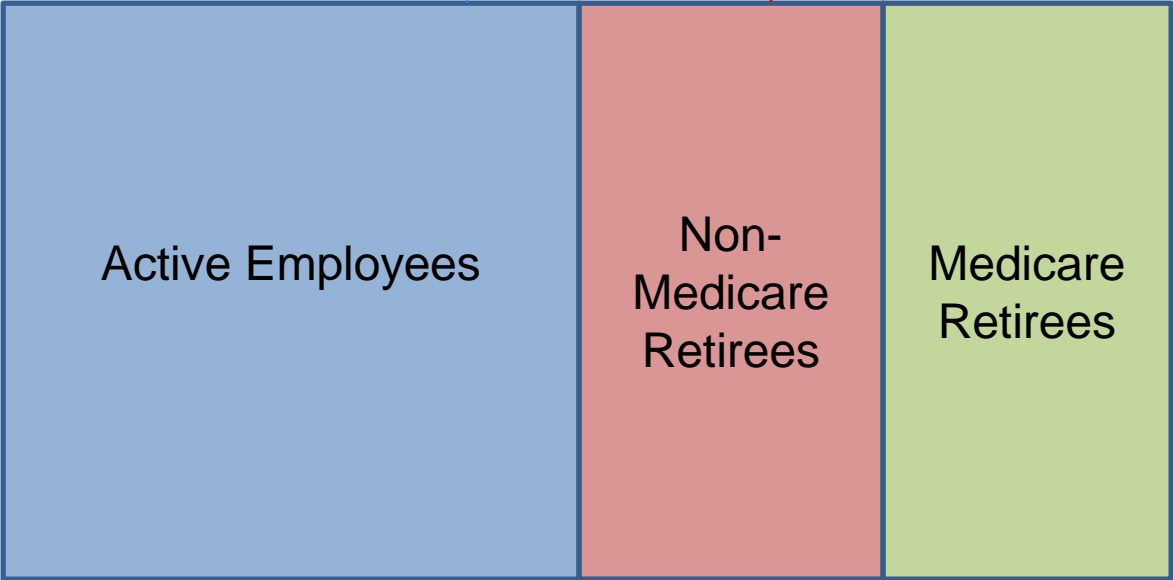 Active Employees
Non-
Medicare
Retirees
Medicare
Retirees